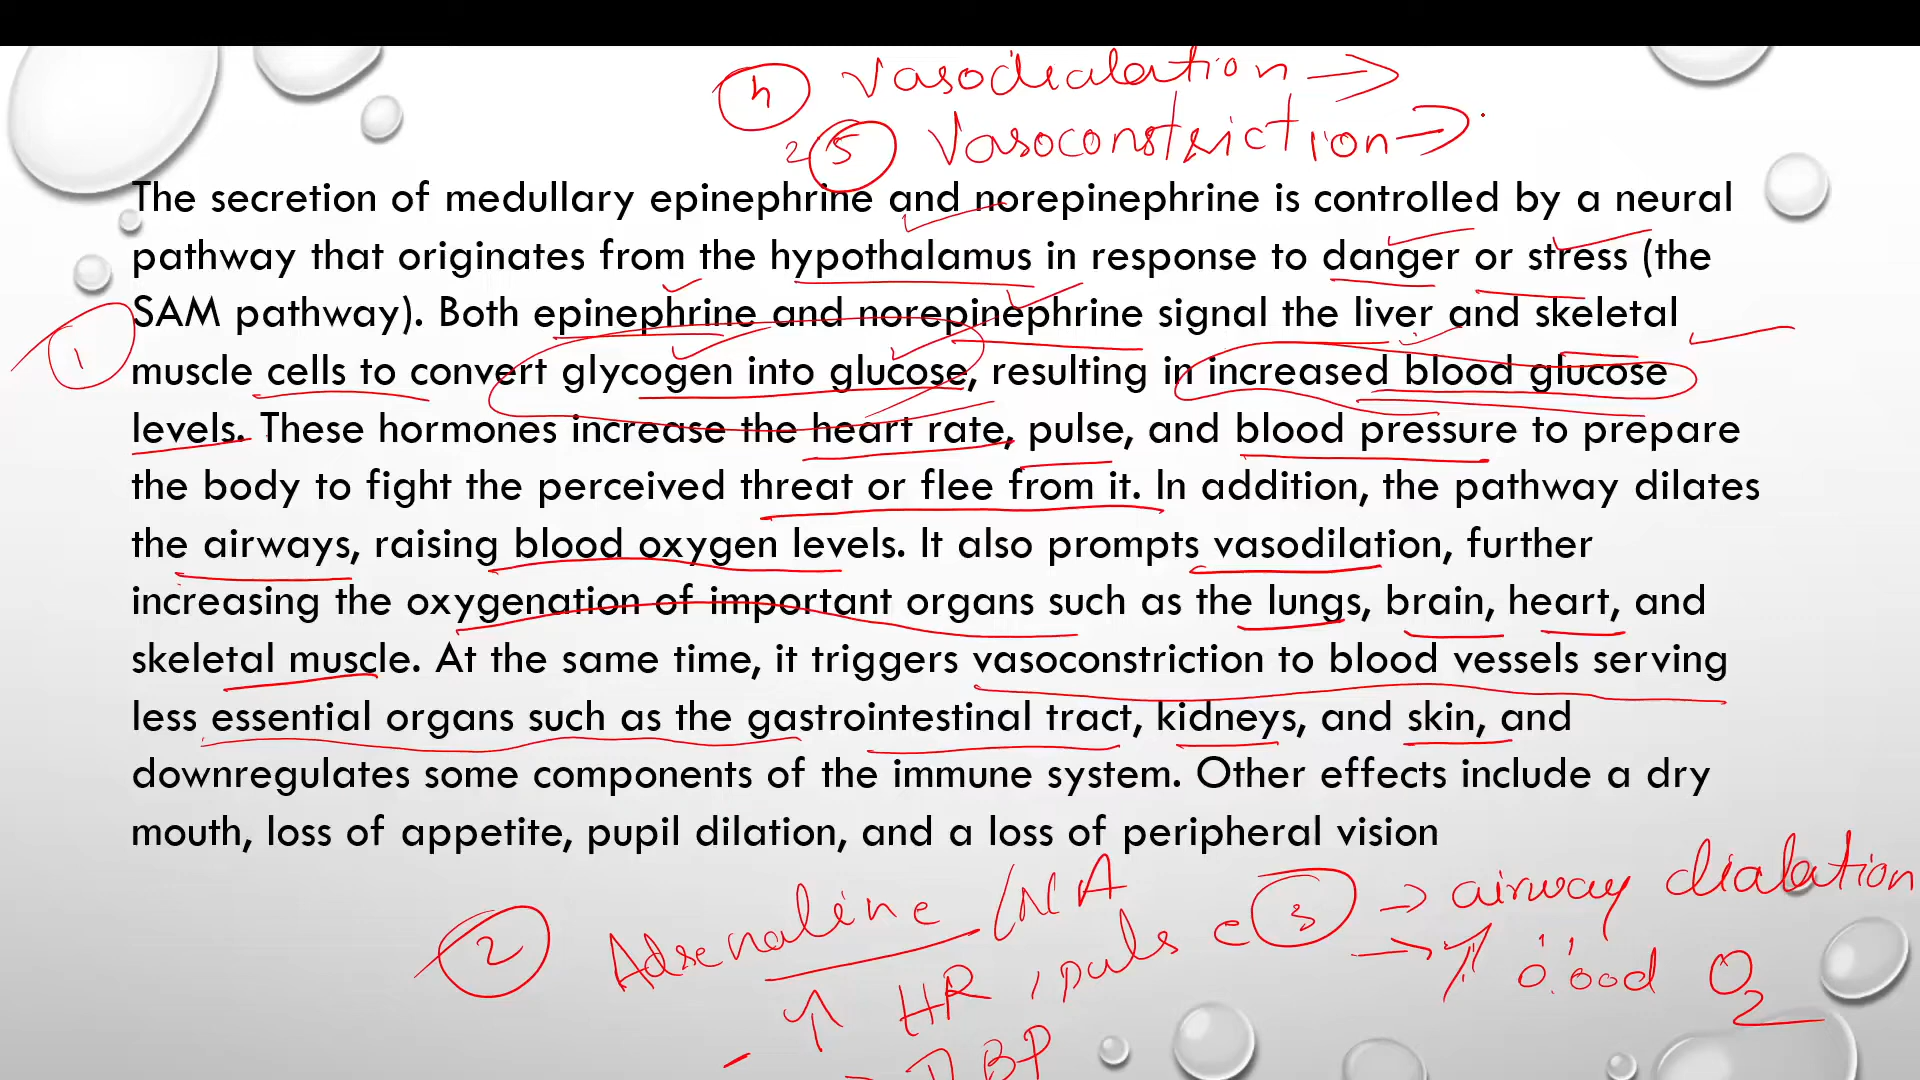 4 Vasodialation →
2 5 Vasoconstriction →
The secretion of medullary epinephrine and norepinephrine is controlled by a neural
pathway that originates from the hypothalamus in response to danger or stress (the
SAM pathway). Both epinephrine and norepinephrine signal the liver and skeletal
1
muscle cells to convert glycogen into glucose, resulting in increased blood glucose
levels. These hormones increase the heart rate, pulse, and blood pressure to prepare
the body to fight the perceived threat or flee from it. In addition, the pathway dilates
the airways, raising blood oxygen levels. It also prompts vasodilation, further
increasing the oxygenation of important organs such as the lungs, brain, heart, and
skeletal muscle. At the same time, it triggers vasoconstriction to blood vessels serving
less essential organs such as the gastrointestinal tract, kidneys, and skin, and
downregulates some components of the immune system. Other effects include a dry
mouth, loss of appetite, pupil dilation, and a loss of peripheral vision
2 Adrenaline / NA
↑ HR, pulse
BP
3 → airway dialation
→ ↑ blood O2